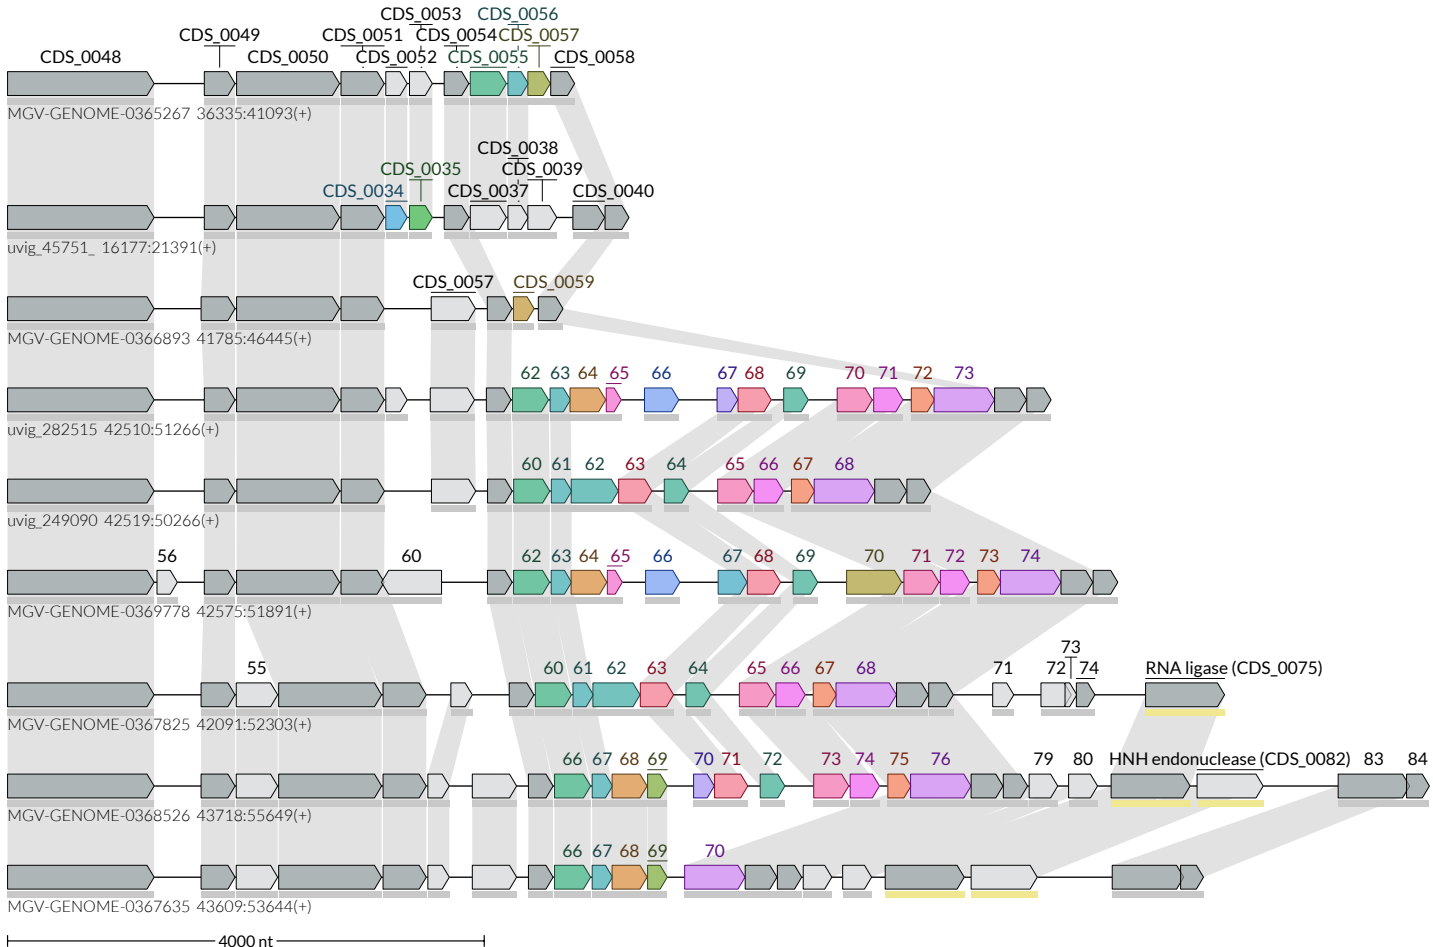 CDS_0053 CDS_0056
CDS_0049 CDS_0051 CDS_0054 CDS_0057
CDS_0048 CDS_0050 CDS_0052 CDS_0055 CDS_0058
MGV-GENOME-0365267 36335:41093(+)
CDS_0038
CDS_0035 CDS_0039
CDS_0034 CDS_0037 CDS_0040
uvig_45751_ 16177:21391(+)
CDS_0057 CDS_0059
MGV-GENOME-0366893 41785:46445(+)
62 63 64 65 66 67 68 69 70 71 72 73
uvig_282515 42510:51266(+)
60 61 62 63 64 65 66 67 68
uvig_249090 42519:50266(+)
56 60 62 63 64 65 66 67 68 69 70 71 72 73 74
MGV-GENOME-0369778 42575:51891(+)
73
55 60 61 62 63 64 65 66 67 68 71 72 74 RNA ligase (CDS_0075)
MGV-GENOME-0367825 42091:52303(+)
66 67 68 69 70 71 72 73 74 75 76 79 80 HNH endonuclease (CDS_0082) 83 84
MGV-GENOME-0368526 43718:55649(+)
66 67 68 69 70
MGV-GENOME-0367635 43609:53644(+)
4000 nt